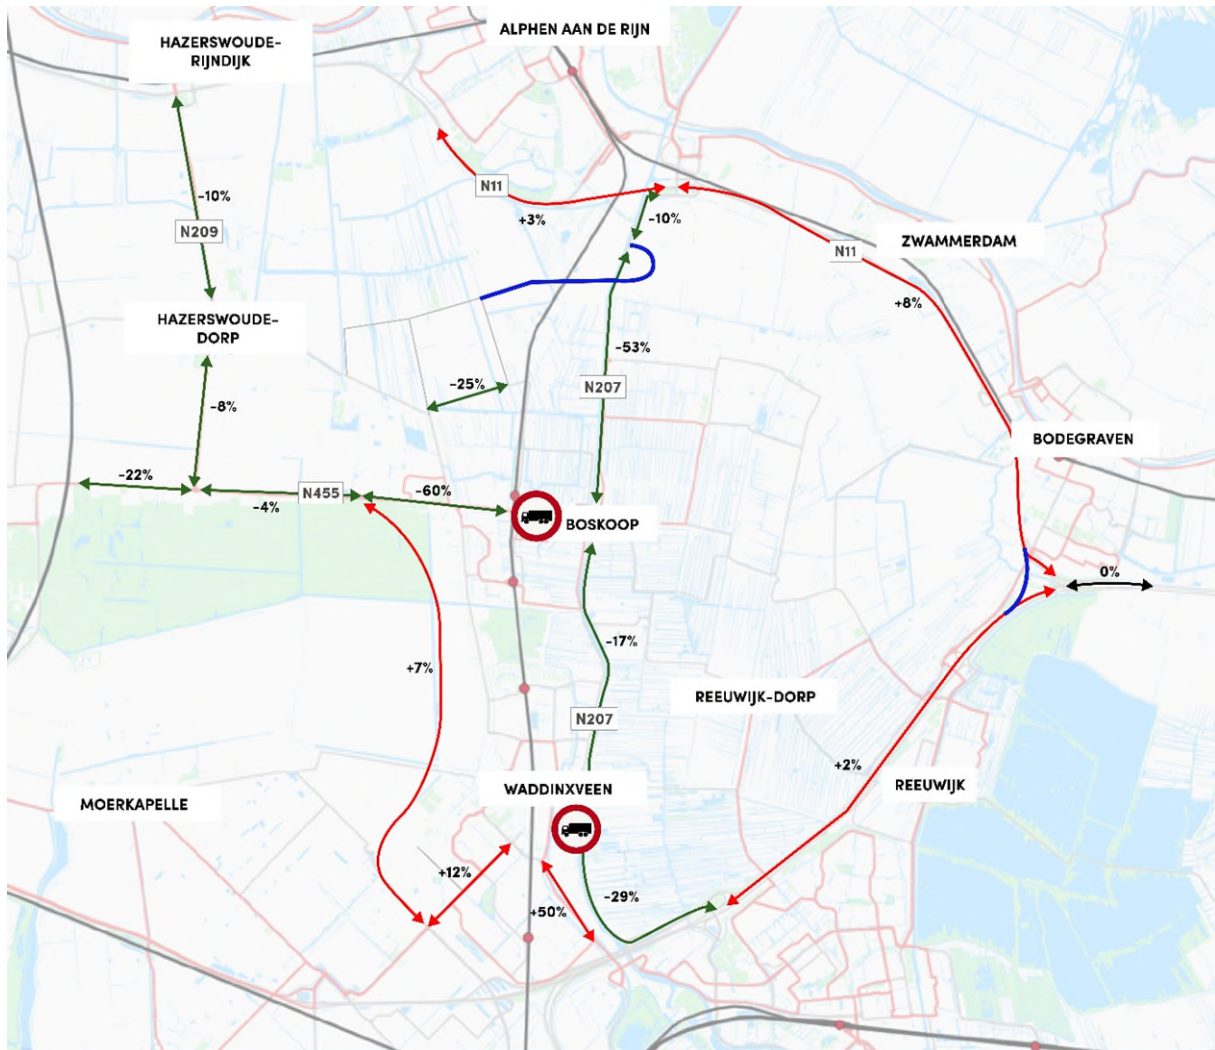 ALPHEN AAN DE RIJN
HAZERSWOUDE-
RIJNDIJK
N11
-10%
+3%
-10%
N209
ZWAMMERDAM
N11
+8%
HAZERSWOUDE-
DORP
-53%
-25%
N207
-8%
BODEGRAVEN
-22%
N455
-60%
-4%
BOSKOOP
0%
-17%
+7%
REEUWIJK-DORP
N207
+2%
REEUWIJK
WADDINXVEEN
MOERKAPELLE
+12%
-29%
+50%